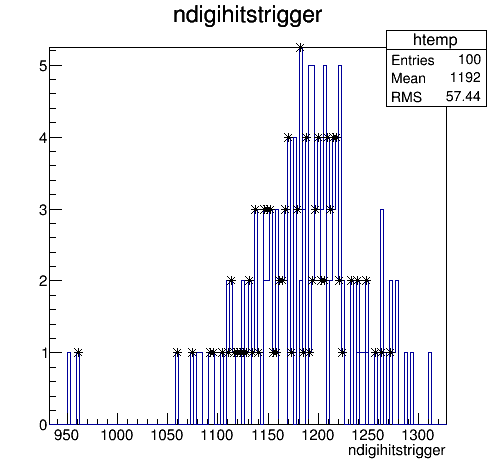 ndigihitstrigger
htemp
Entries 100
Mean 1192
RMS 57.44
5
4
3
2
1
0
950 1000 1050 1100 1150 1200 1250 1300
ndigihitstrigger